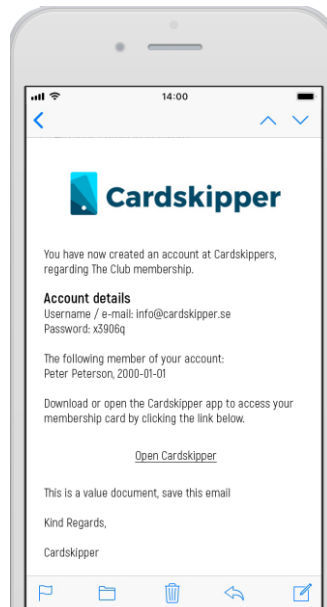 14:00
Cardskipper
You have now created an account at Cardskippers,
regarding The Club membership.
Account details
Username / e-mail: info@cardskipper.se
Password: x3906q
The following member of your account:
Peter Peterson, 2000-01-01
Download or open the Cardskipper app to access your
membership card by clicking the link below.
Open Cardskipper
This is a value document, save this email
Kind Regards,
Cardskipper